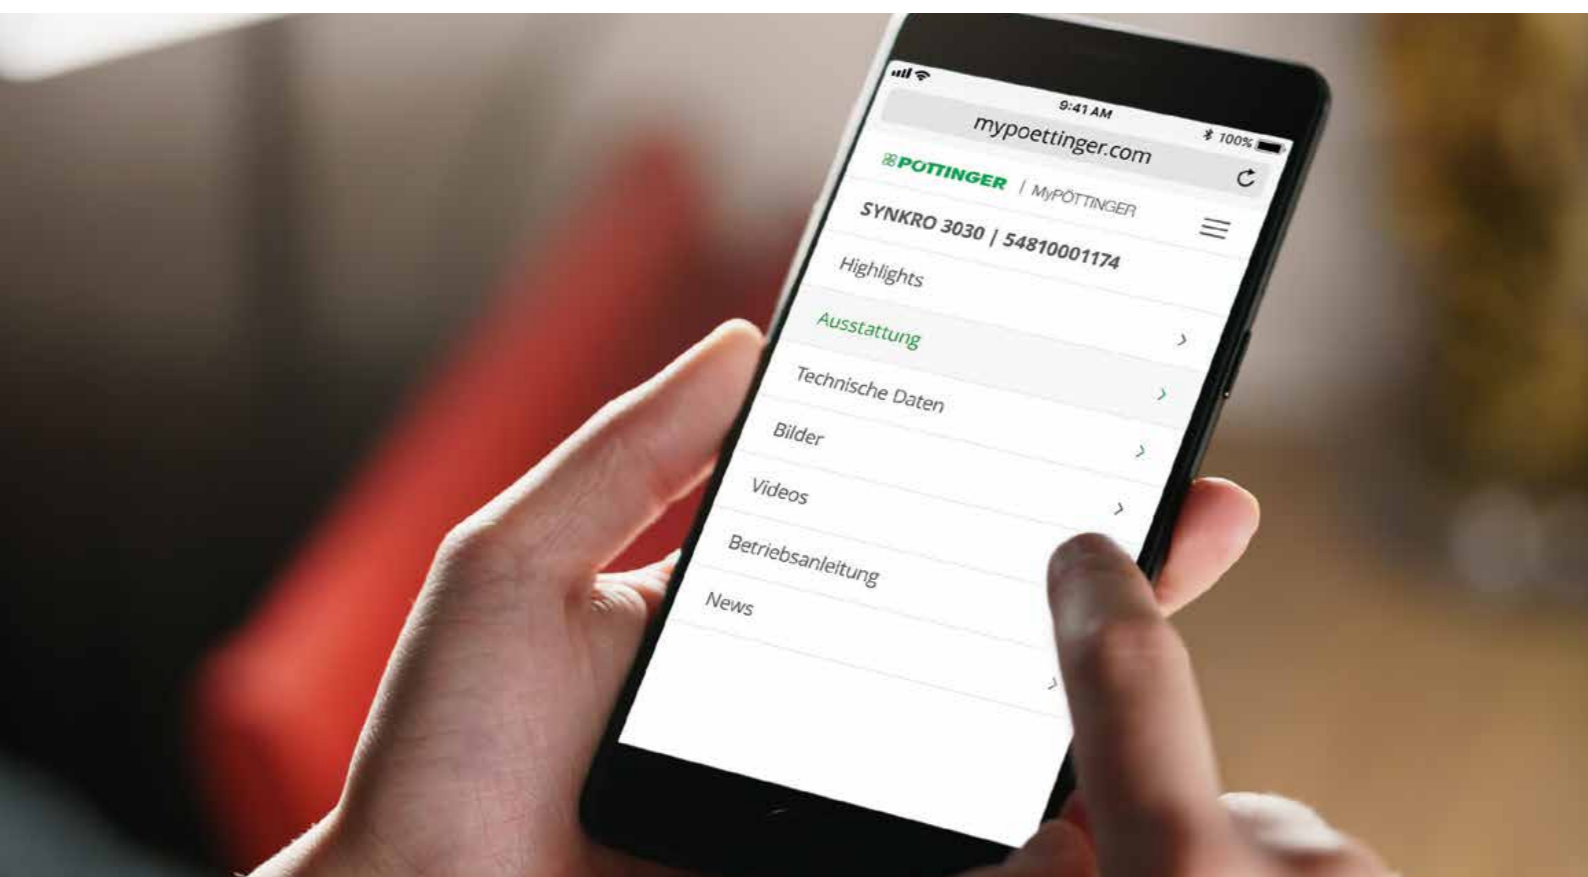 9:41 AM
100%
mypoettinger.com
PÖTTINGER | MyPÖTTINGER
SYNKRO 3030 | 54810001174
Highlights
Ausstattung
Technische Daten
Bilder
Videos
Betriebsanleitung
News